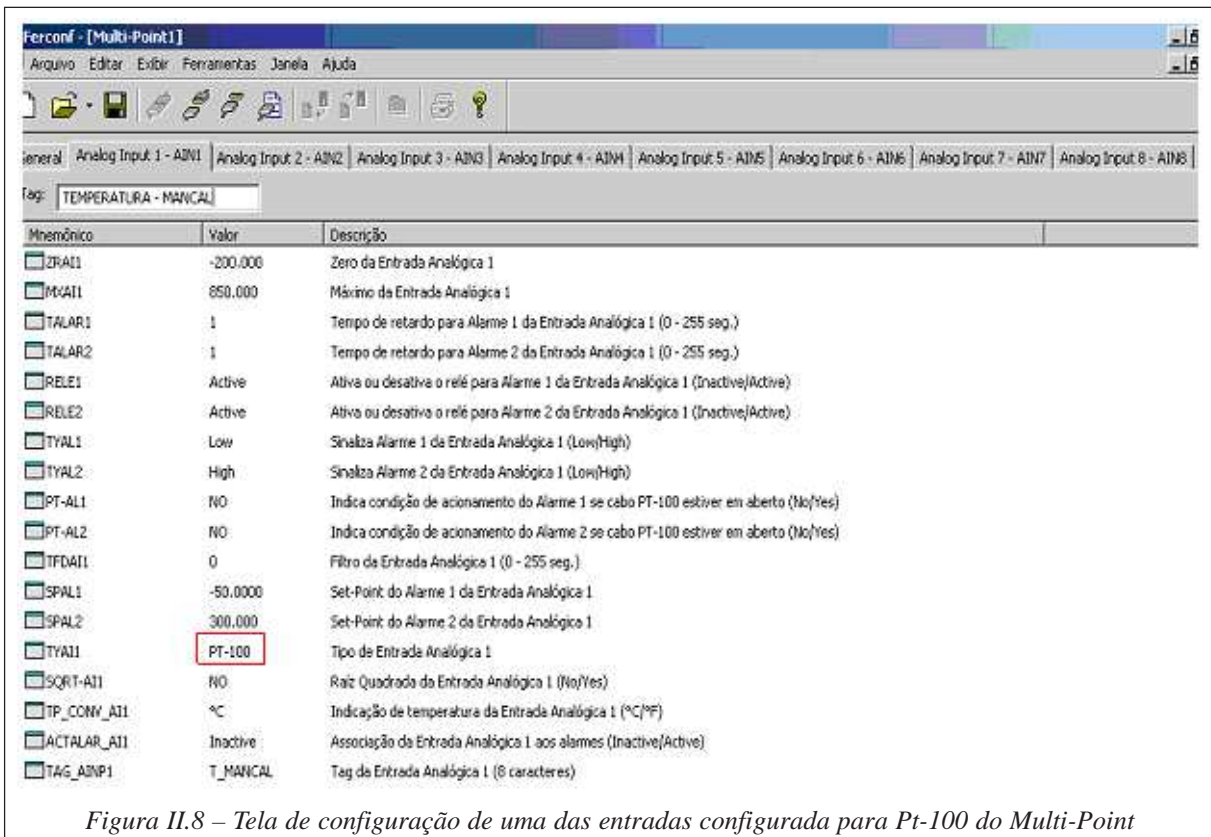 Ferconf - [Multi-Point1]
Arquivo Editar Exibir Ferramentas Janela Ajuda
General Analog Input 1 - AIN1 Analog Input 2 - AIN2 Analog Input 3 - AIN3 Analog Input 4 - AIN4 Analog Input 5 - AIN5 Analog Input 6 - AIN6 Analog Input 7 - AIN7 Analog Input 8 - AIN8
Tag: TEMPERATURA - MANCAL
Mnemônico Valor Descrição
ZRAI1 -200.000 Zero da Entrada Analógica 1
MXAI1 850.000 Máximo da Entrada Analógica 1
TALAR1 1 Tempo de retardo para Alarme 1 da Entrada Analógica 1 (0 - 255 seg.)
TALAR2 1 Tempo de retardo para Alarme 2 da Entrada Analógica 1 (0 - 255 seg.)
RELE1 Active Ativa ou desativa o relé para Alarme 1 da Entrada Analógica 1 (Inactive/Active)
RELE2 Active Ativa ou desativa o relé para Alarme 2 da Entrada Analógica 1 (Inactive/Active)
TYAL1 Low Sinaliza Alarme 1 da Entrada Analógica 1 (Low/High)
TYAL2 High Sinaliza Alarme 2 da Entrada Analógica 1 (Low/High)
PT-AL1 NO Indica condição de acionamento do Alarme 1 se cabo PT-100 estiver em aberto (No/Yes)
PT-AL2 NO Indica condição de acionamento do Alarme 2 se cabo PT-100 estiver em aberto (No/Yes)
TFDAI1 0 Filtro da Entrada Analógica 1 (0 - 255 seg.)
SPAL1 -50.0000 Set-Point do Alarme 1 da Entrada Analógica 1
SPAL2 300.000 Set-Point do Alarme 2 da Entrada Analógica 1
TYAI1 PT-100 Tipo de Entrada Analógica 1
SQRT-AI1 NO Raiz Quadrada da Entrada Analógica 1 (No/Yes)
TP_CONV_AI1 °C Indicação de temperatura da Entrada Analógica 1 (°C/°F)
ACTALAR_AI1 Inactive Associação da Entrada Analógica 1 aos alarmes (Inactive/Active)
TAG_AINP1 T_MANCAL Tag da Entrada Analógica 1 (8 caracteres)
Figura II.8 – Tela de configuração de uma das entradas configurada para Pt-100 do Multi-Point